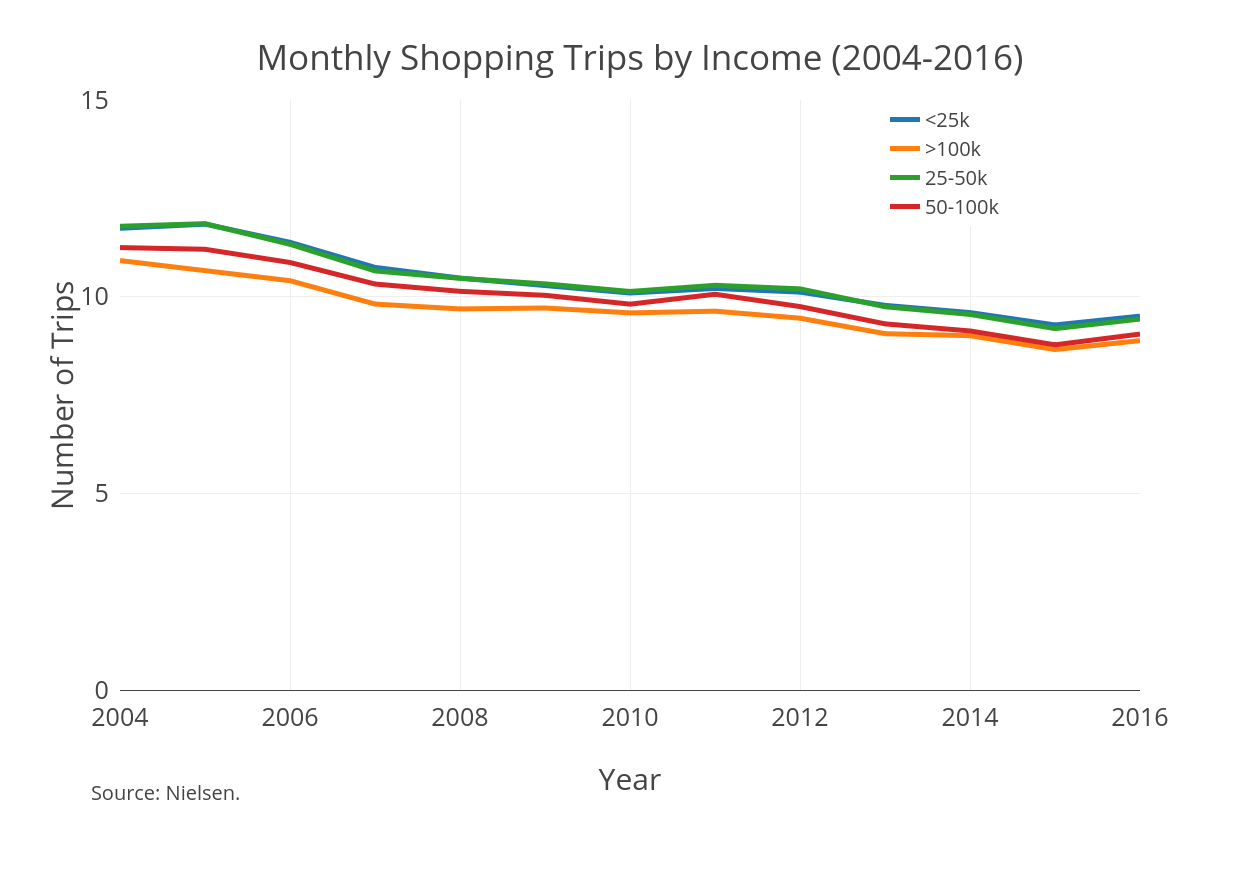 Monthly Shopping Trips by Income (2004-2016)
15
<25k
>100k
25-50k
50-100k
10
Number of Trips
5
0
2004 2006 2008 2010 2012 2014 2016
Year
Source: Nielsen.